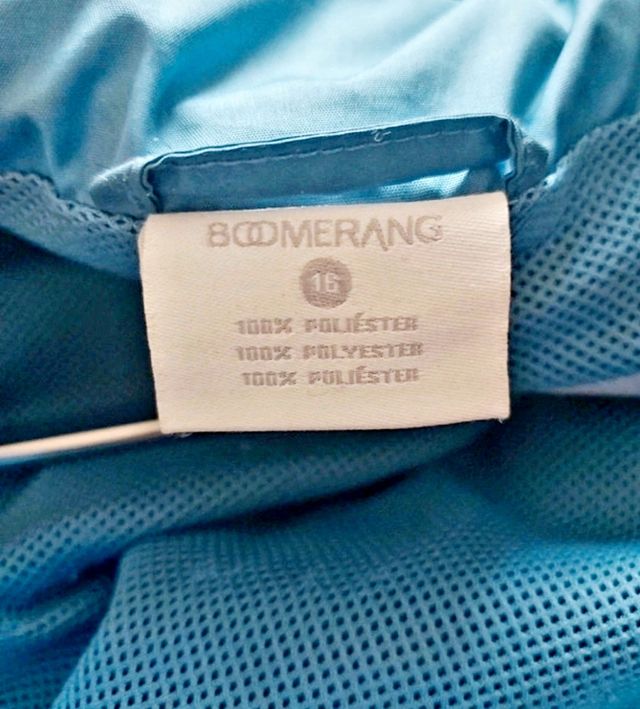 BOOMERANG
16
100% POLIÉSTER
100% POLYESTER
100% POLIÉSTER